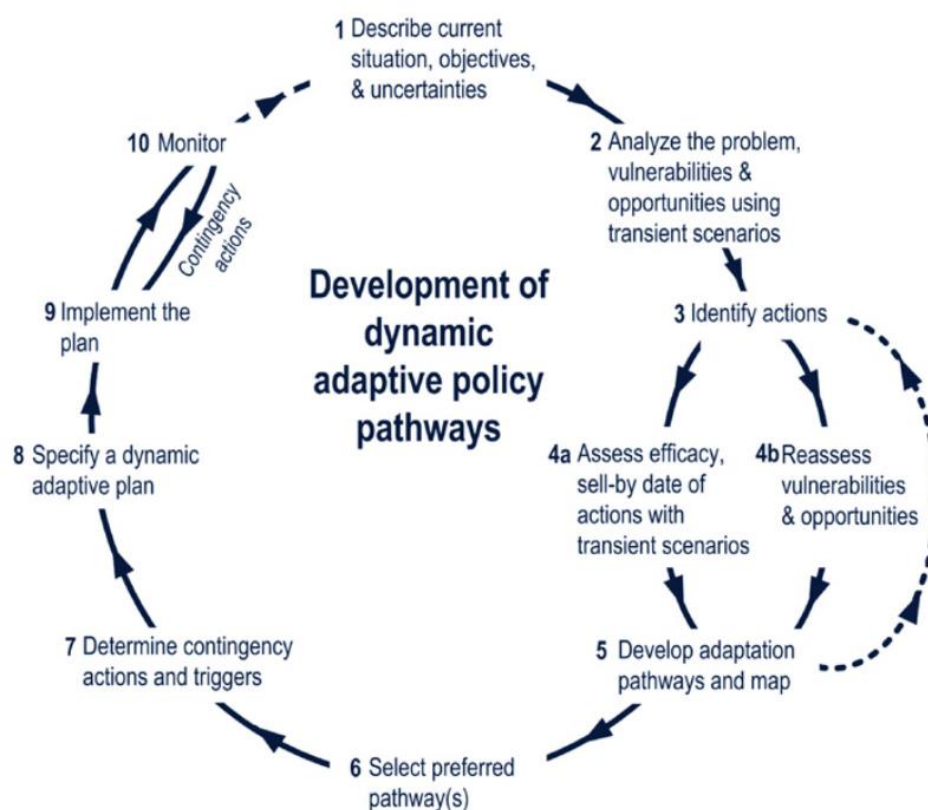 1 Describe current
situation, objectives,
& uncertainties
10 Monitor
2 Analyze the problem,
vulnerabilities &
opportunities using
transient scenarios
Contingency
actions
Development of
dynamic
adaptive policy
pathways
9 Implement the
plan
3 Identify actions
8 Specify a dynamic
adaptive plan
4a Assess efficacy,
sell-by date of
actions with
transient scenarios
4b Reassess
vulnerabilities
& opportunities
7 Determine contingency
actions and triggers
5 Develop adaptation
pathways and map
6 Select preferred
pathway(s)